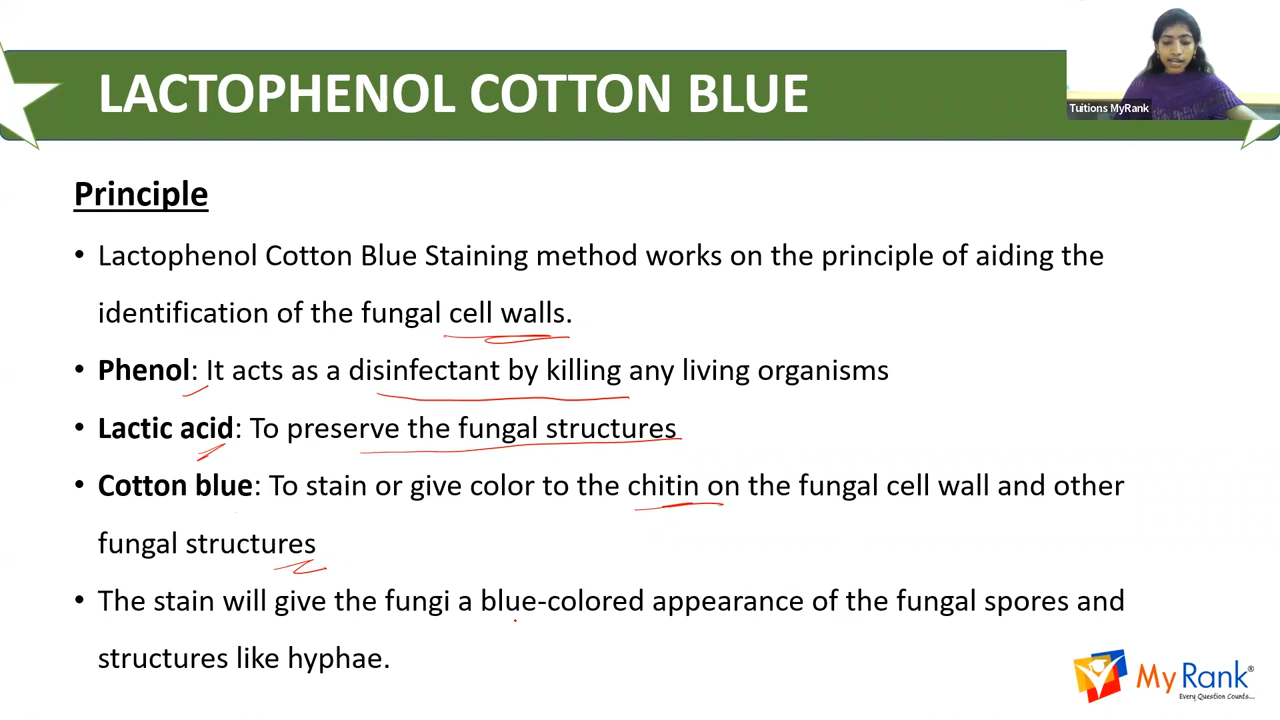 LACTOPHENOL COTTON BLUE
Tuitions MyRank
Principle
• Lactophenol Cotton Blue Staining method works on the principle of aiding the
identification of the fungal cell walls.
• Phenol: It acts as a disinfectant by killing any living organisms
• Lactic acid: To preserve the fungal structures
• Cotton blue: To stain or give color to the chitin on the fungal cell wall and other
fungal structures
• The stain will give the fungi a blue-colored appearance of the fungal spores and
structures like hyphae.
My Rank®
Every Question Counts...